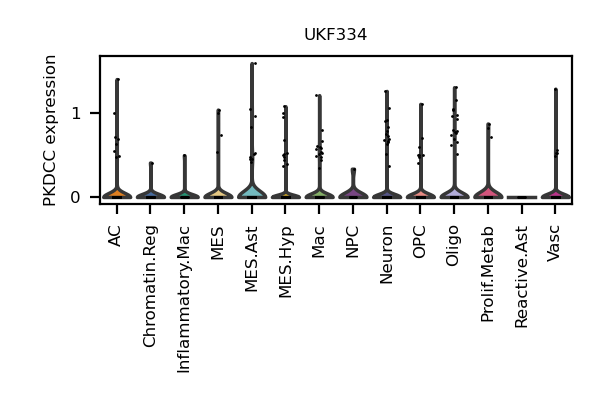 UKF334
PKDCC expression
1
0
AC
Chromatin.Reg
Inflammatory.Mac
MES
MES.Ast
MES.Hyp
Mac
NPC
Neuron
OPC
Oligo
Prolif.Metab
Reactive.Ast
Vasc